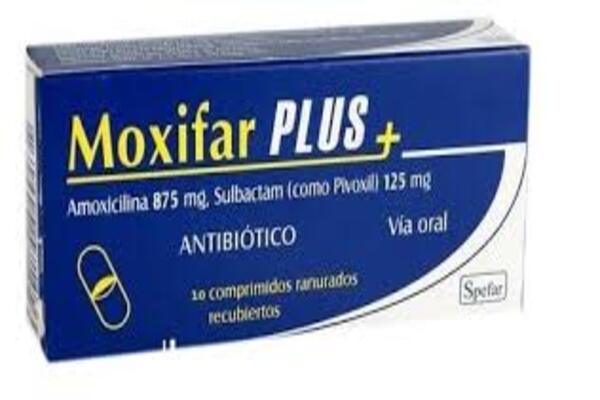 Moxifar PLUS +
Amoxicilina 875 mg, Sulbactam (como Pivoxil) 125 mg
ANTIBIÓTICO
Vía oral
10 comprimidos ranurados
recubiertos
Spefar